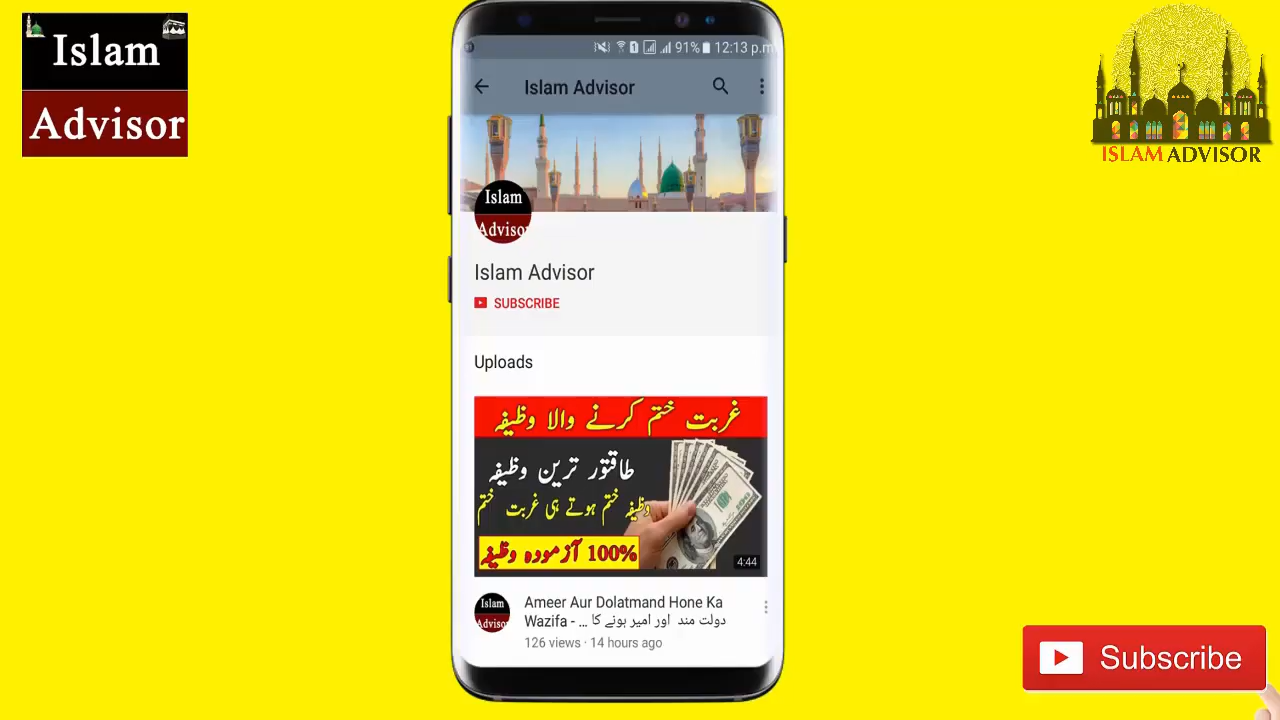 Islam
Advisor
ISLAM ADVISOR
91% 12:13 p.m
Islam Advisor
Islam
Advisor
Islam Advisor
SUBSCRIBE
Uploads
غربت ختم کرنے والا وظیفہ
طاقتور ترین وظیفہ
وظیفہ ختم ہوتے ہی غربت ختم
100% آزمودہ وظیفہ
4:44
Islam
Advisor
Ameer Aur Dolatmand Hone Ka
Wazifa - ... دولت مند اور امیر ہونے کا
126 views · 14 hours ago
Subscribe